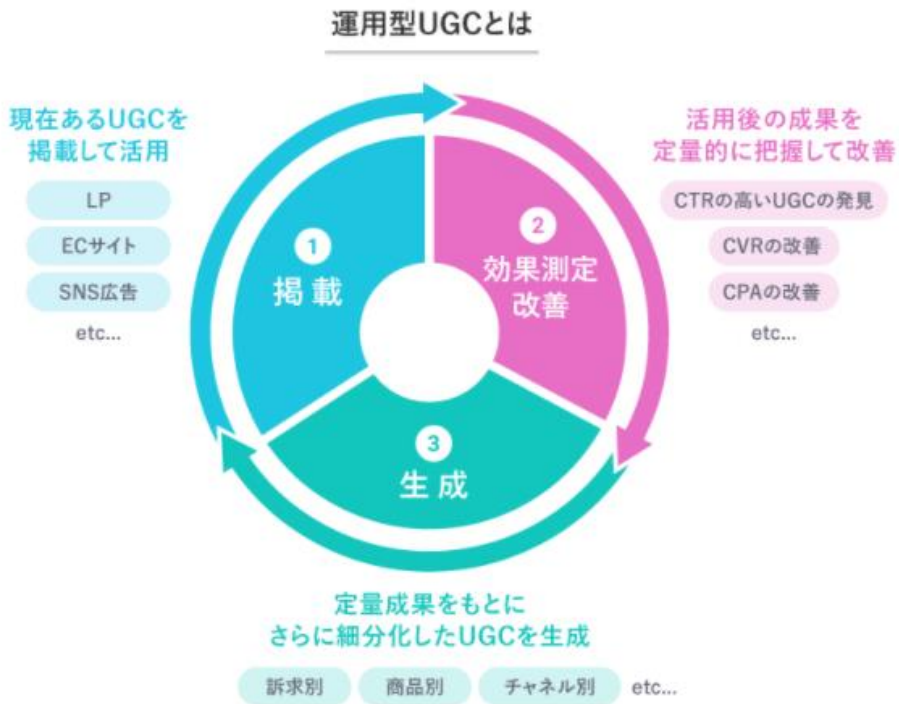 運用型UGCとは
現在あるUGCを
掲載して活用
LP
ECサイト
SNS広告
etc...
1
掲載
2
効果測定
改善
活用後の成果を
定量的に把握して改善
CTRの高いUGCの発見
CVRの改善
CPAの改善
etc...
3
生成
定量成果をもとに
さらに細分化したUGCを生成
訴求別 商品別 チャネル別 etc...